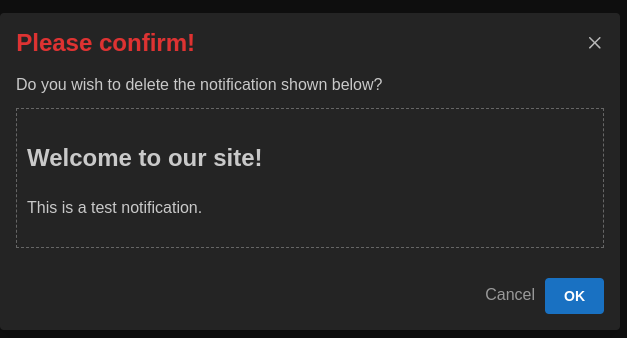 Please confirm!
Do you wish to delete the notification shown below?
Welcome to our site!
This is a test notification.
Cancel
OK